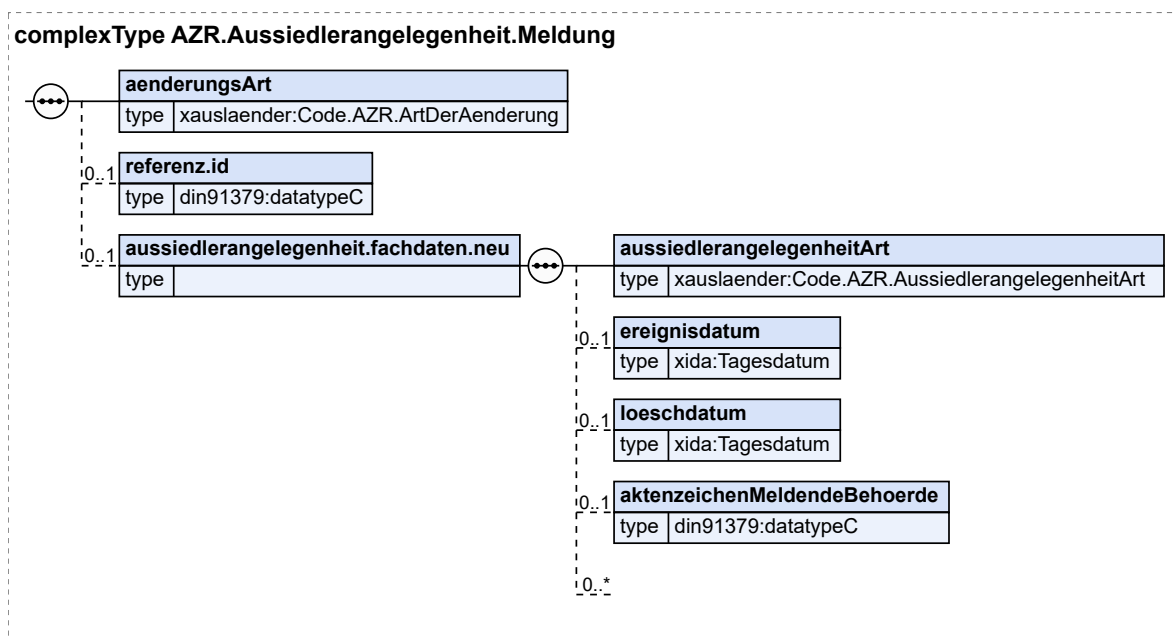 complexType AZR.Aussiedlerangelegenheit.Meldung
aenderungsArt
type xauslaender:Code.AZR.ArtDerAenderung
0..1 referenz.id
type din91379:datatypeC
0..1 aussiedlerangelegenheit.fachdaten.neu
type
aussiedlerangelegenheitArt
type xauslaender:Code.AZR.AussiedlerangelegenheitArt
0..1 ereignisdatum
type xida:Tagesdatum
0..1 loeschdatum
type xida:Tagesdatum
0..1 aktenzeichenMeldendeBehoerde
type din91379:datatypeC
0..*